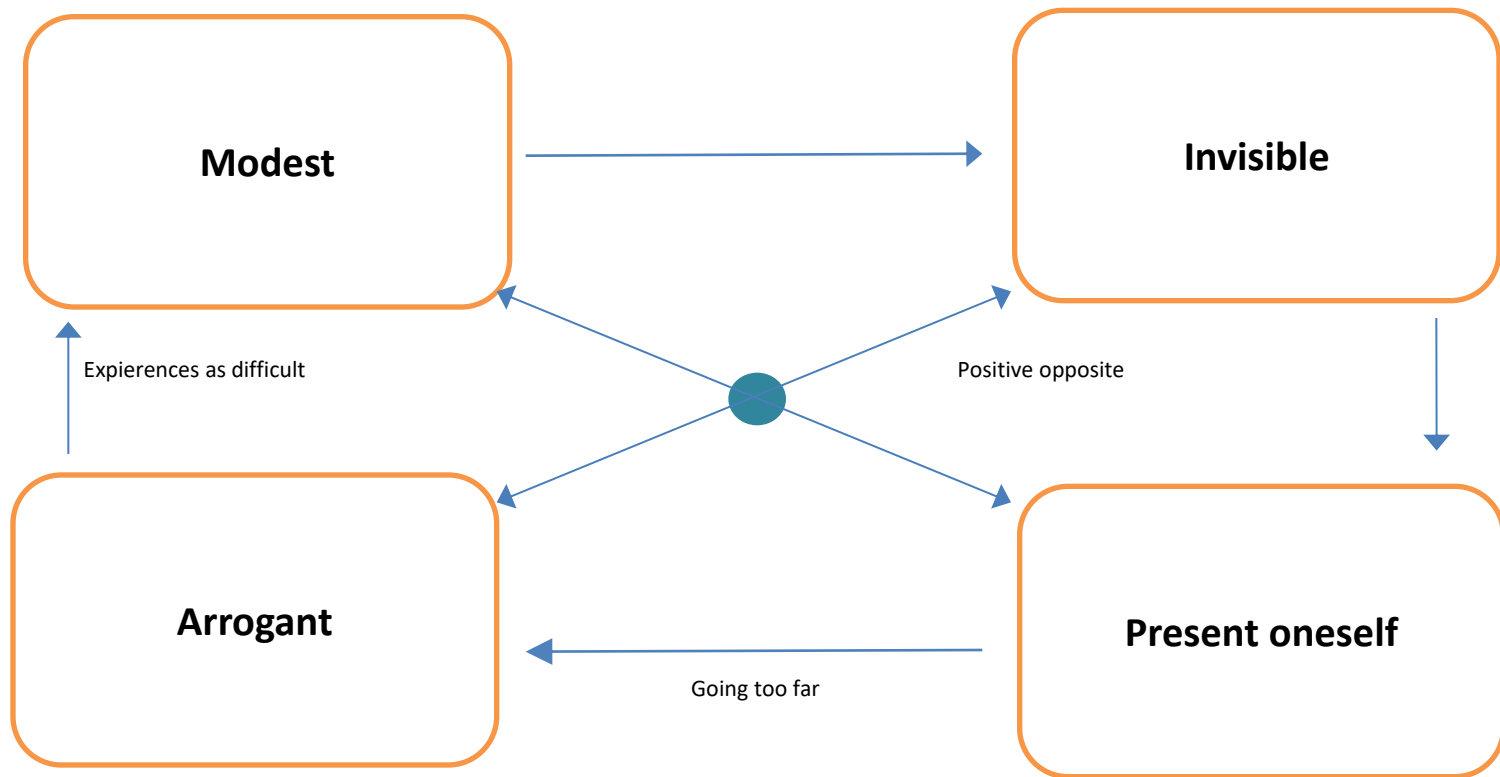 Modest
Invisible
Expierences as difficult
Positive opposite
Arrogant
Present oneself
Going too far